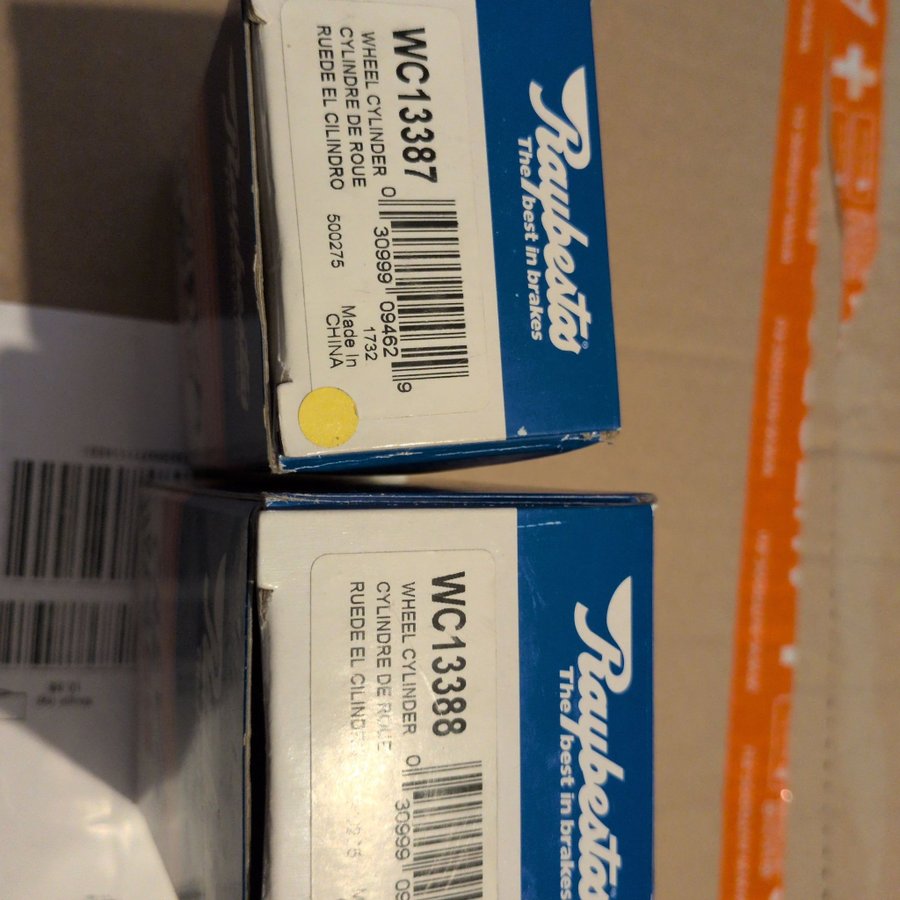 Raybestos®
The best in brakes
WC13387
WHEEL CYLINDER
CYLINDRE DE ROUE
RUEDE EL CILINDRO
500275
0 30999 09462 9
1732
Made In
CHINA
Raybestos
The best in brakes
WC13388
WHEEL CYLINDER
CYLINDRE DE ROUE
RUEDE EL CILINDR
0 30999 09